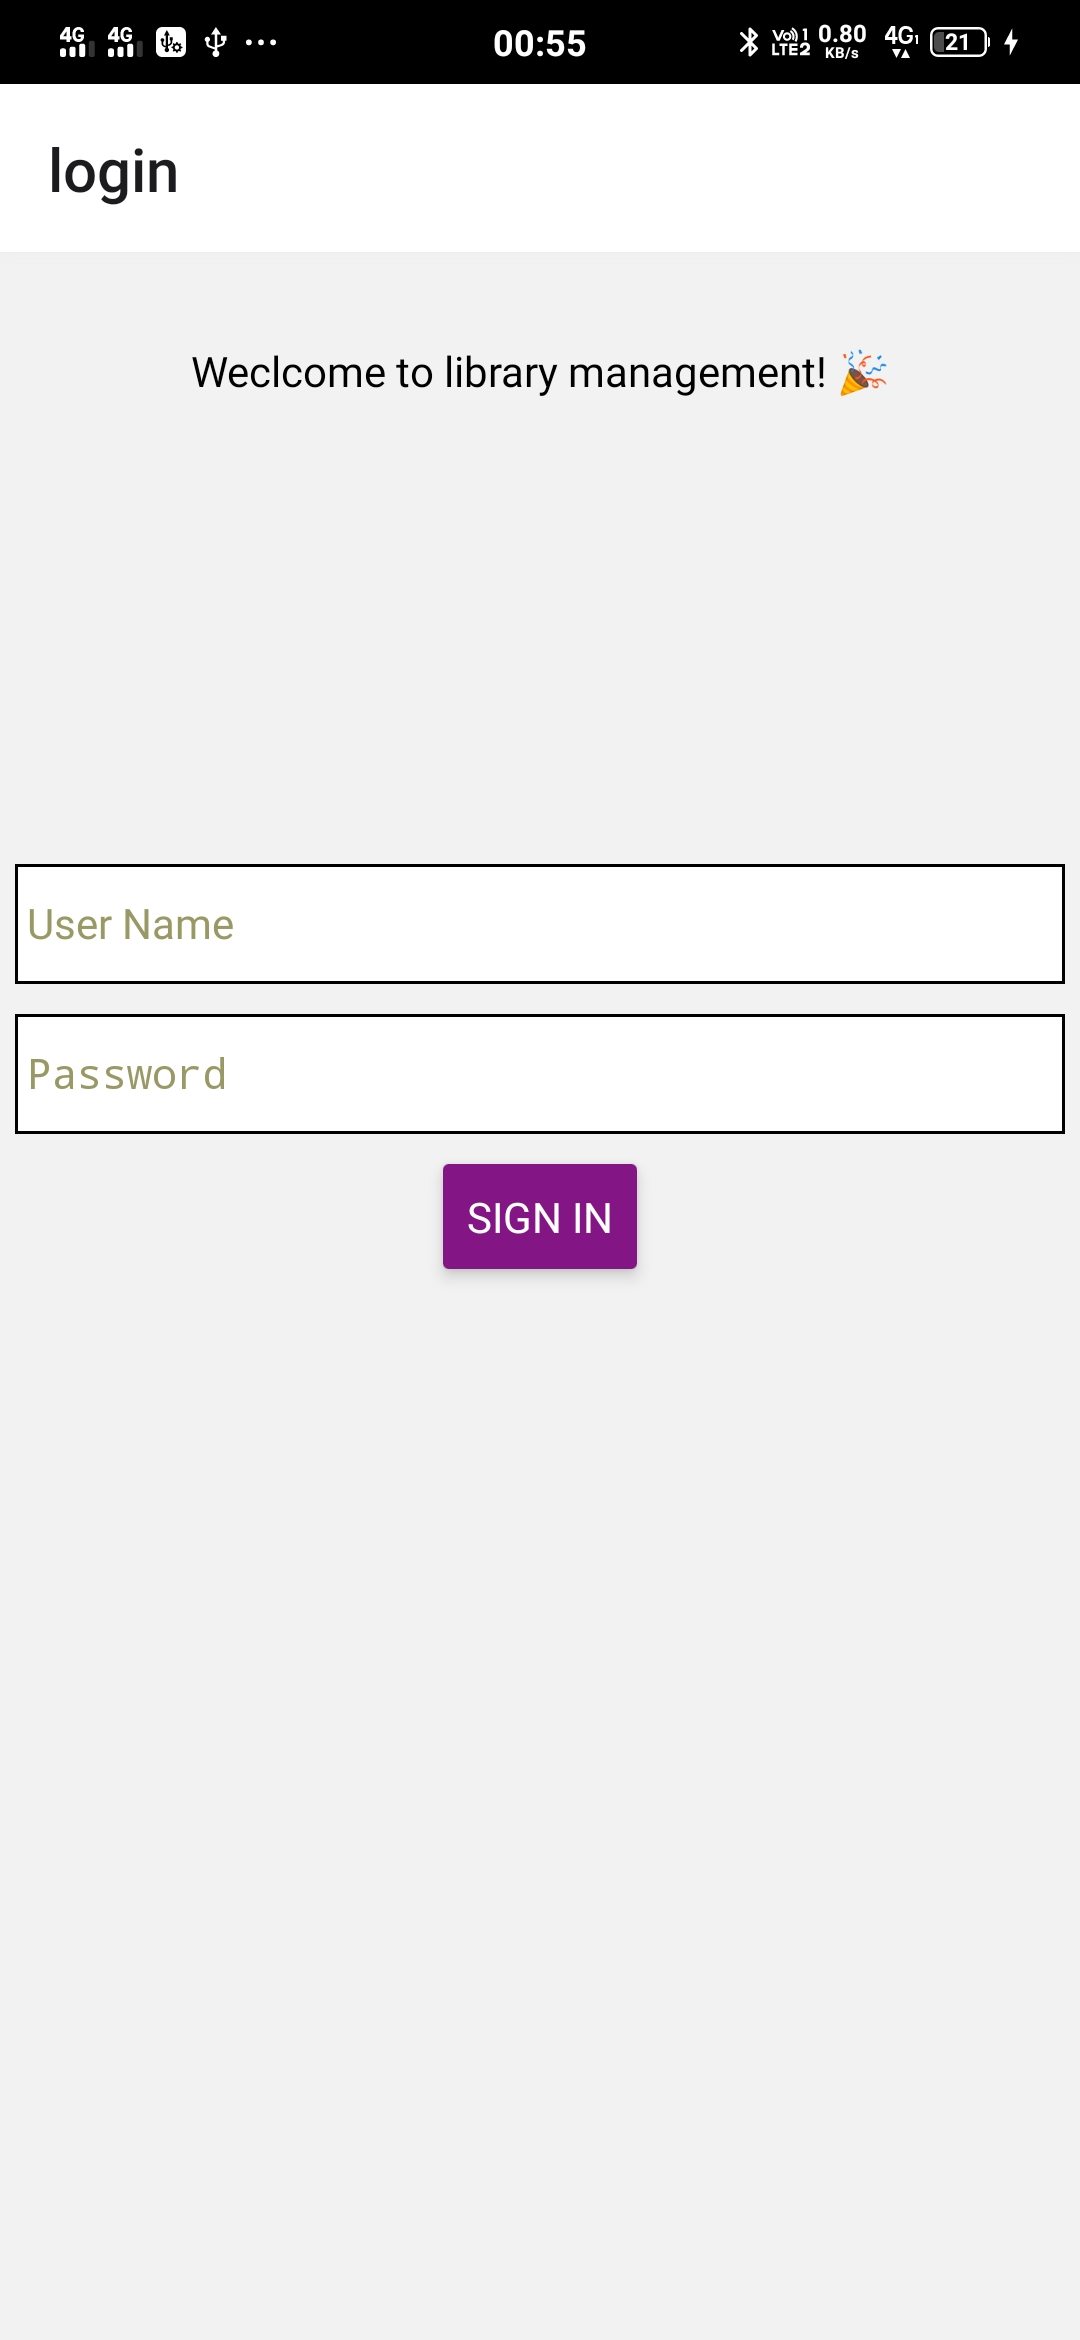 4G 4G 00:55 Vo) 1 LTE2 0.80 KB/s 4G1 21
login
Weclcome to library management! 🎉
User Name
Password
SIGN IN